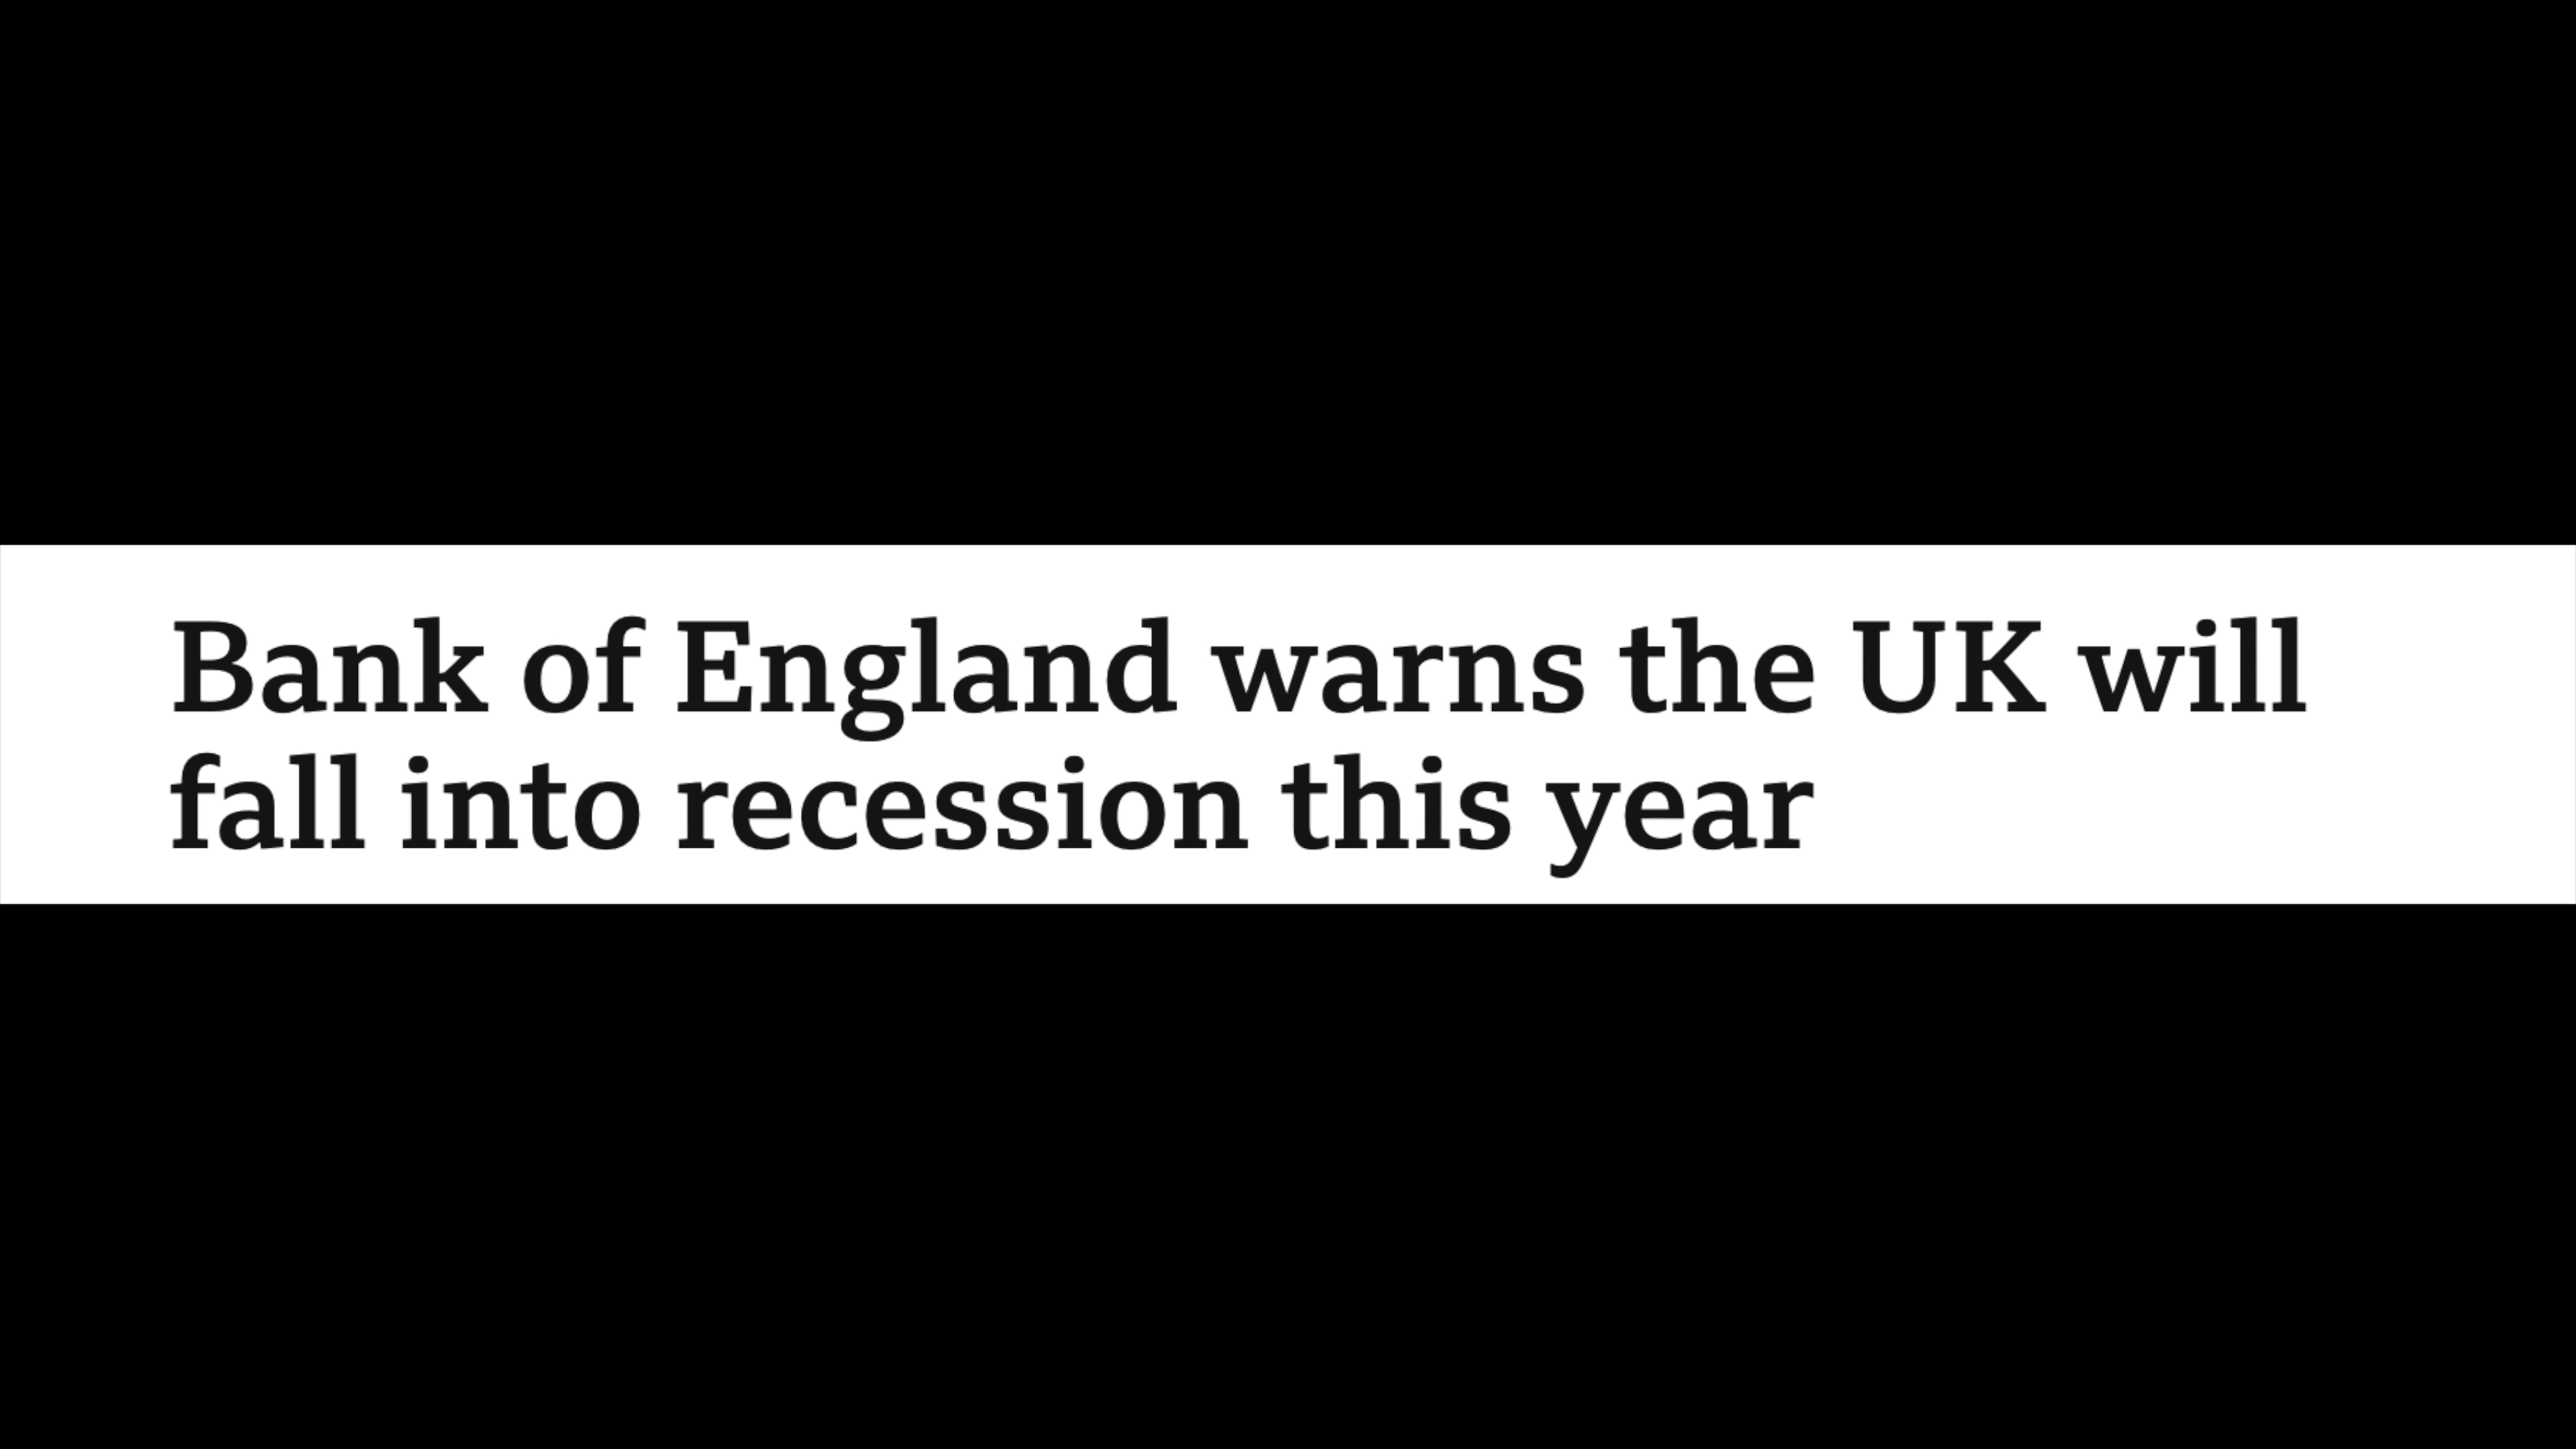 Bank of England warns the UK will
fall into recession this year